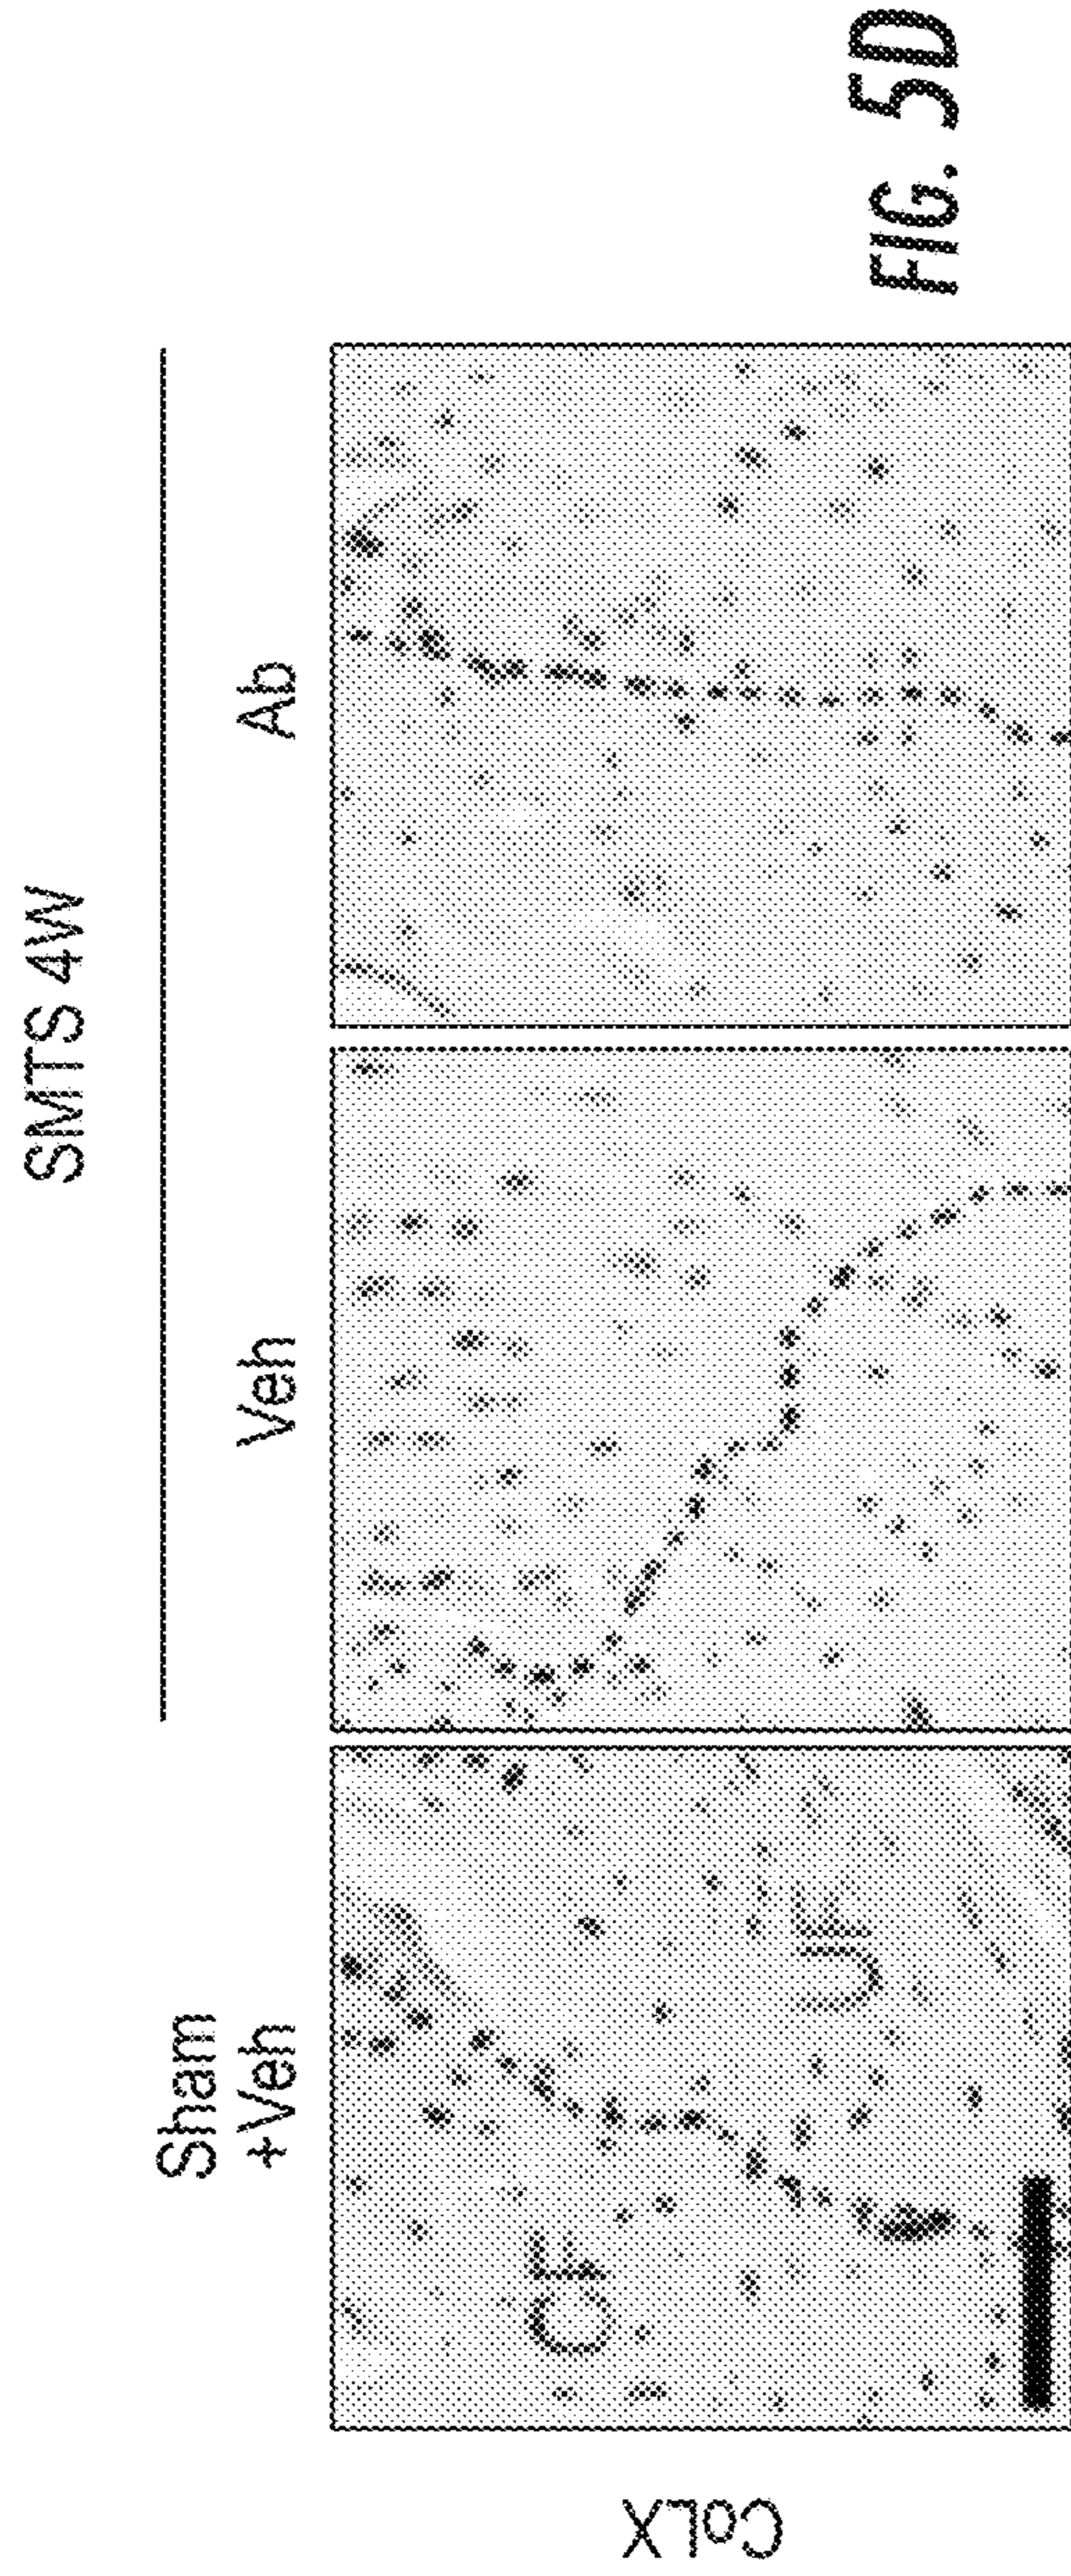 SMTS 4W
Sham
+Veh
Veh
Ab
CoLX
CF
UF
FIG. 5D